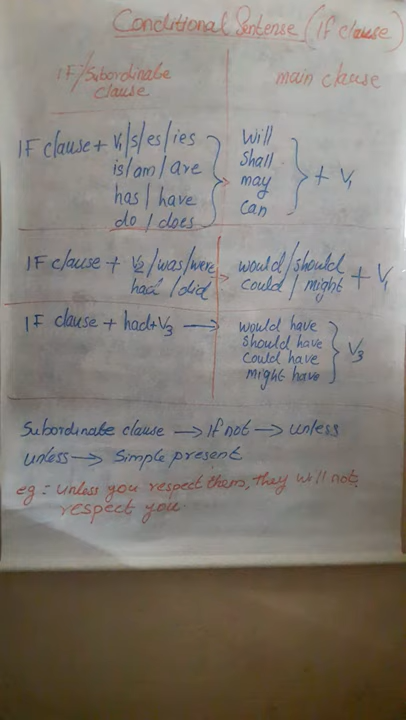 Conditional Sentence (If clause)
IF/Subordinate clause
main clause
IF clause + V1/s/es/ies
is/am/are
has/have
do/does
will
shall
may
can
+ V1
IF clause + V2/was/were
had/did
would/should
could/might
+ V1
IF clause + had+V3 →
would have
should have
could have
might have
V3
Subordinate clause → If not → unless
unless → Simple present
eg = unless you respect them, they will not
respect you.